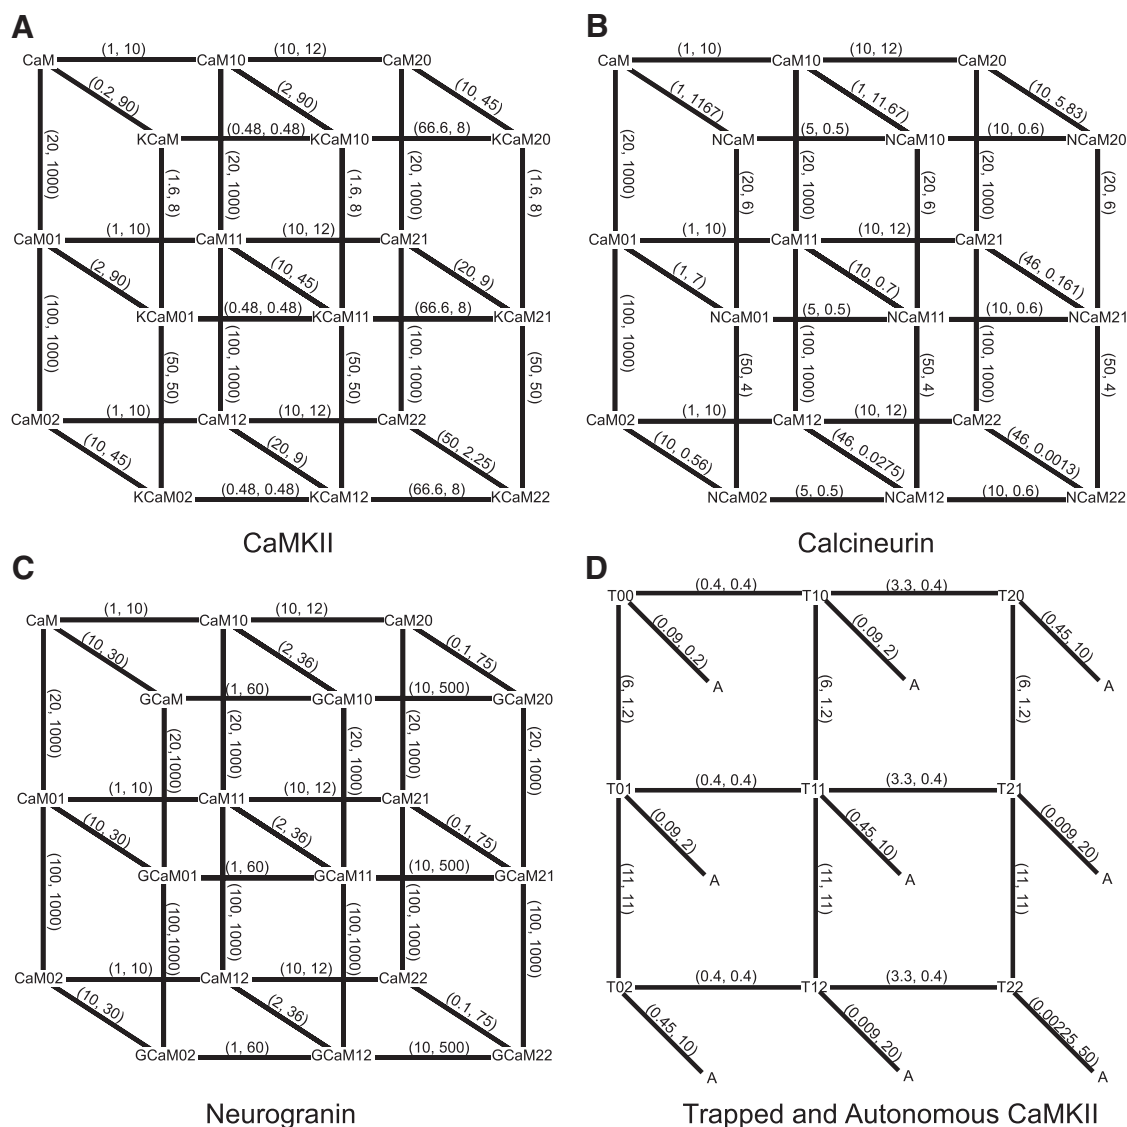 A
CaM (1, 10) CaM10 (10, 12) CaM20
(0.2, 90) (2, 90) (10, 45)
KCaM (0.48, 0.48) KCaM10 (66.6, 8) KCaM20
(20, 1000) (1.6, 8) (20, 1000) (1.6, 8) (20, 1000) (1.6, 8)
CaM01 (1, 10) CaM11 (10, 12) CaM21
(2, 90) (10, 45) (20, 9)
KCaM01 (0.48, 0.48) KCaM11 (66.6, 8) KCaM21
(100, 1000) (50, 50) (100, 1000) (50, 50) (100, 1000) (50, 50)
CaM02 (1, 10) CaM12 (10, 12) CaM22
(10, 45) (20, 9) (50, 2.25)
KCaM02 (0.48, 0.48) KCaM12 (66.6, 8) KCaM22
CaMKII
B
CaM (1, 10) CaM10 (10, 12) CaM20
(1, 1167) (1, 11.67) (10, 5.83)
NCaM (5, 0.5) NCaM10 (10, 0.6) NCaM20
(20, 1000) (20, 6) (20, 1000) (20, 6) (20, 1000) (20, 6)
CaM01 (1, 10) CaM11 (10, 12) CaM21
(1, 7) (10, 0.7) (46, 0.161)
NCaM01 (5, 0.5) NCaM11 (10, 0.6) NCaM21
(100, 1000) (50, 4) (100, 1000) (50, 4) (100, 1000) (50, 4)
CaM02 (1, 10) CaM12 (10, 12) CaM22
(10, 0.56) (46, 0.0275) (46, 0.0013)
NCaM02 (5, 0.5) NCaM12 (10, 0.6) NCaM22
Calcineurin
C
CaM (1, 10) CaM10 (10, 12) CaM20
(10, 30) (2, 36) (0.1, 75)
GCaM (1, 60) GCaM10 (10, 500) GCaM20
(20, 1000) (20,1000) (20, 1000) (20, 1000) (20, 1000) (20, 1000)
CaM01 (1, 10) CaM11 (10, 12) CaM21
(10, 30) (2, 36) (0.1, 75)
GCaM01 (1, 60) GCaM11 (10, 500) GCaM21
(100, 1000) (100,1000) (100, 1000) (100,1000) (100, 1000) (100, 1000)
CaM02 (1, 10) CaM12 (10, 12) CaM22
(10, 30) (2, 36) (0.1, 75)
GCaM02 (1, 60) GCaM12 (10, 500) GCaM22
Neurogranin
D
T00 (0.4, 0.4) T10 (3.3, 0.4) T20
(0.09, 0.2) (0.09, 2) (0.45, 10)
A A A
(6, 1.2) (6, 1.2) (6, 1.2)
T01 (0.4, 0.4) T11 (3.3, 0.4) T21
(0.09, 2) (0.45, 10) (0.009, 20)
A A A
(11, 11) (11, 11) (11, 11)
T02 (0.4, 0.4) T12 (3.3, 0.4) T22
(0.45, 10) (0.009, 20) (0.00225, 50)
A A A
Trapped and Autonomous CaMKII